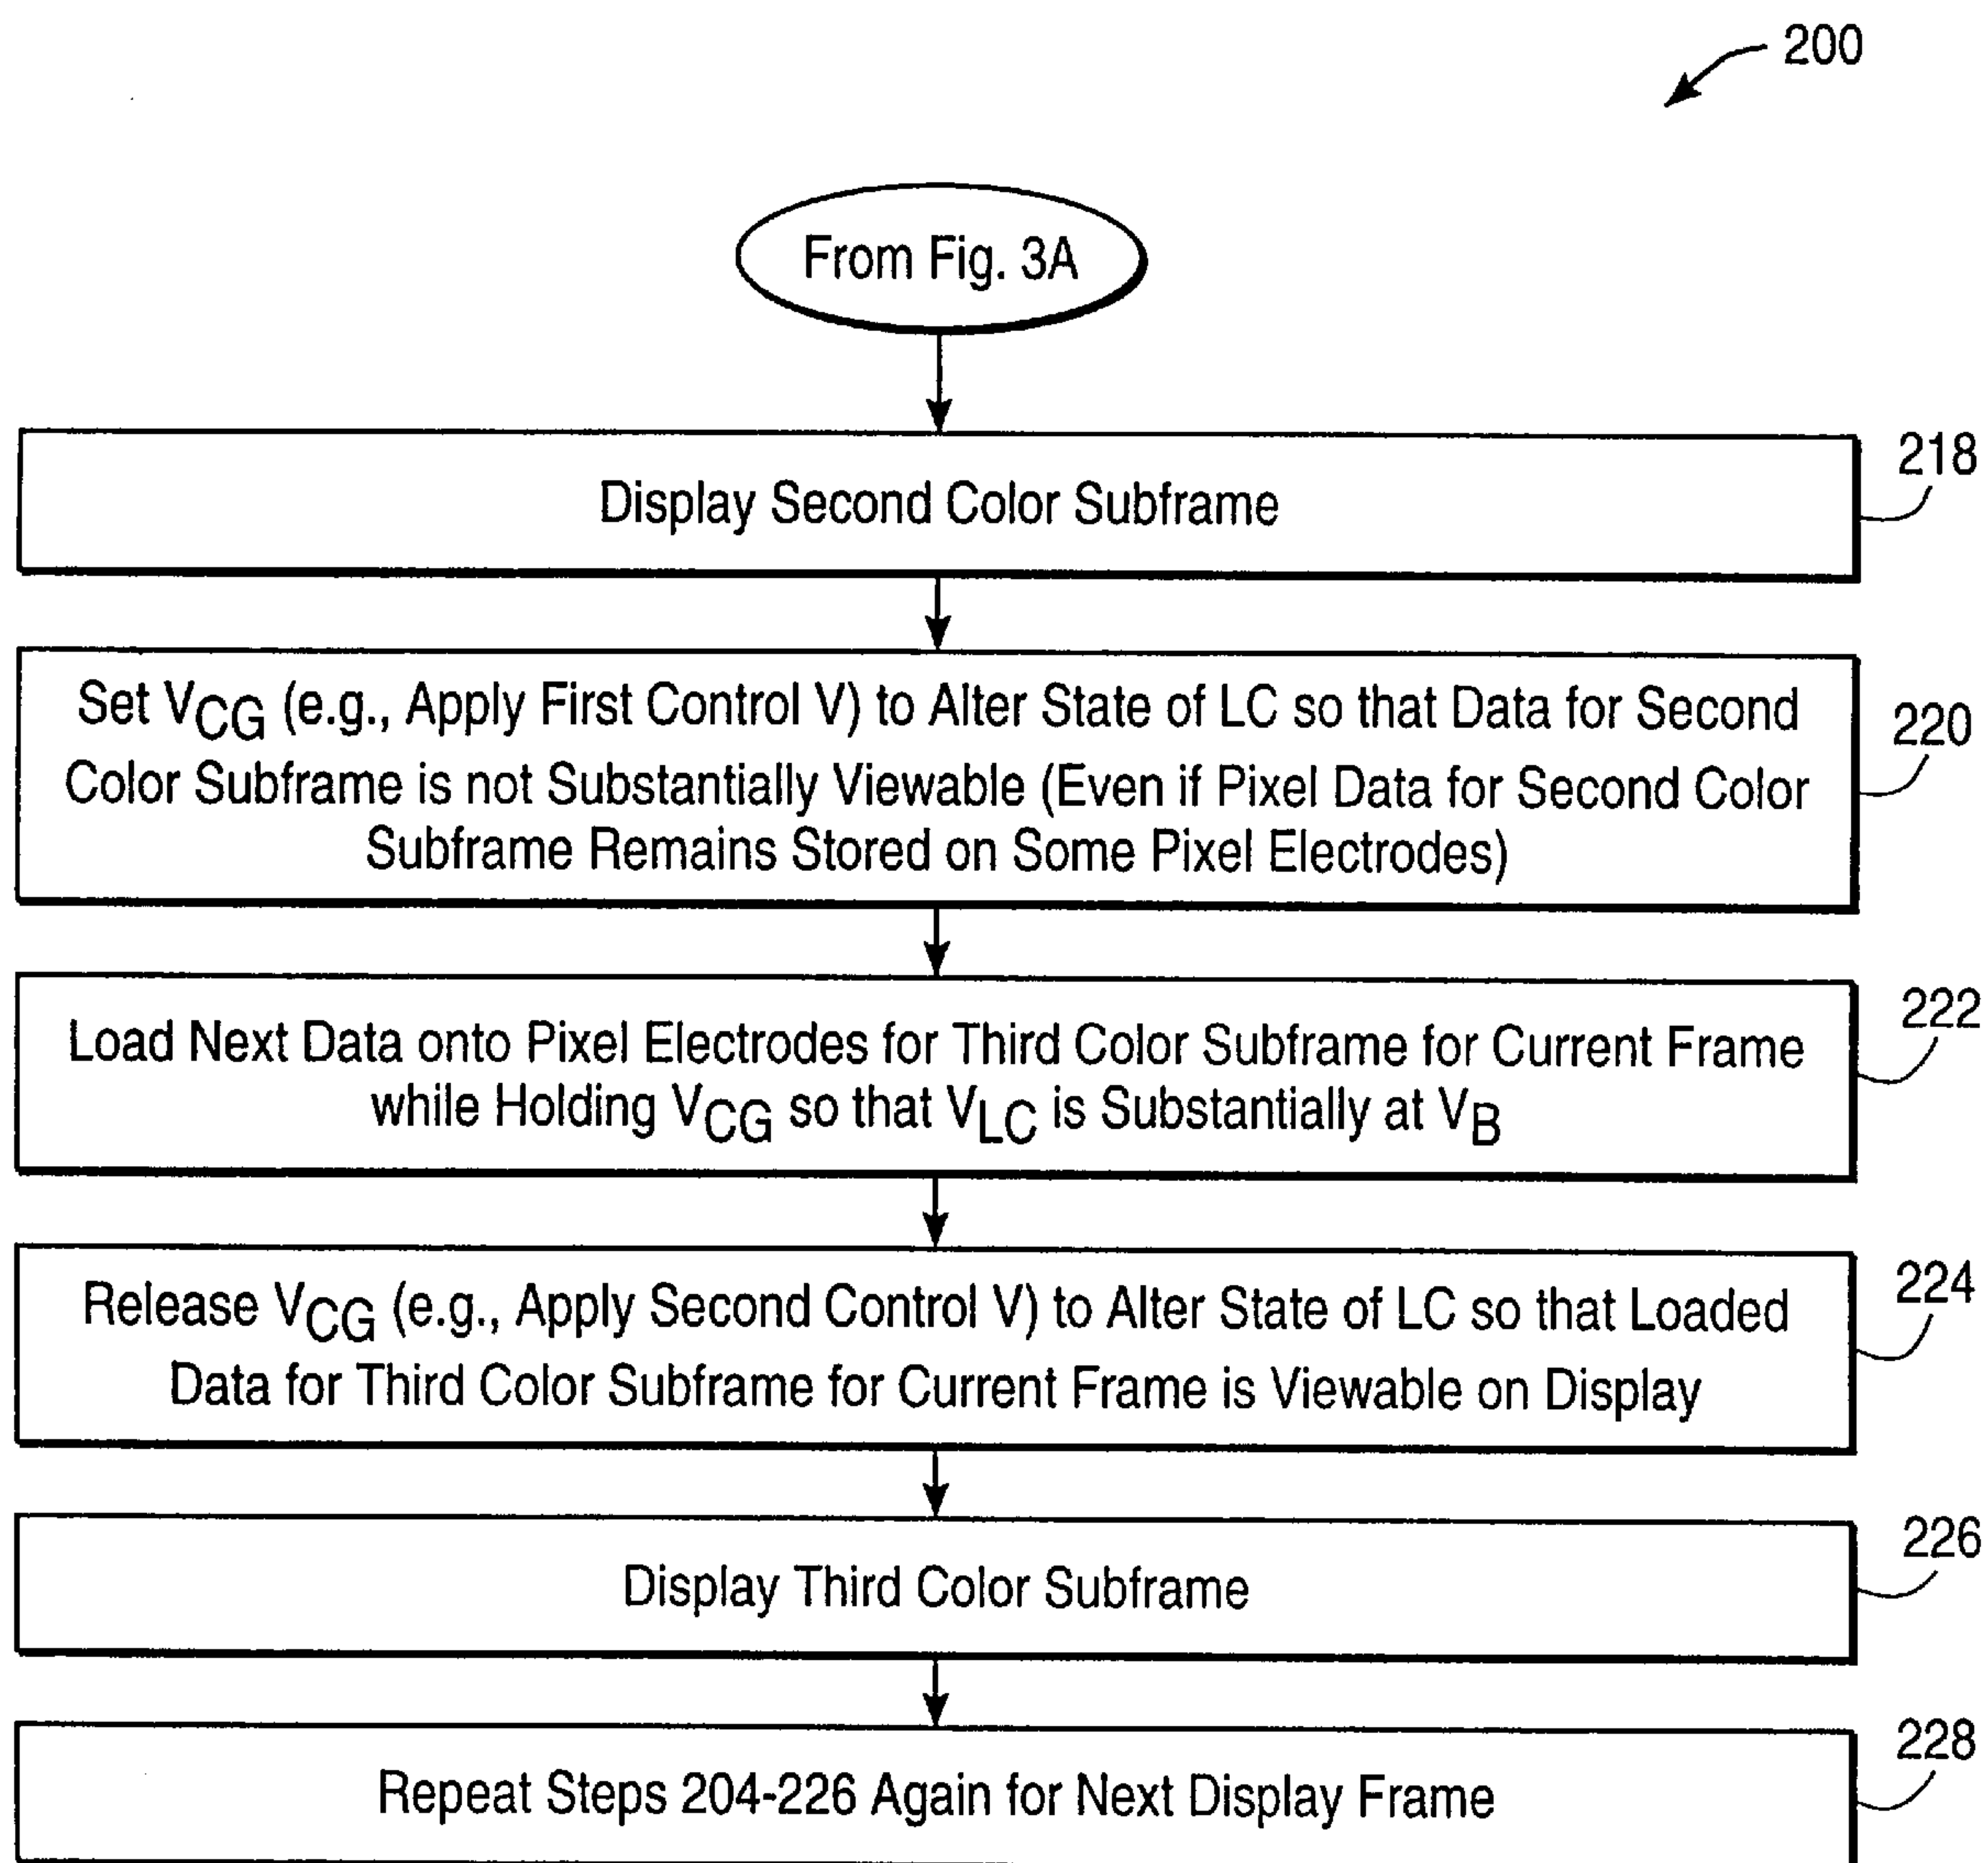 200
From Fig. 3A
Display Second Color Subframe
218
Set VCG (e.g., Apply First Control V) to Alter State of LC so that Data for Second
Color Subframe is not Substantially Viewable (Even if Pixel Data for Second Color
Subframe Remains Stored on Some Pixel Electrodes)
220
Load Next Data onto Pixel Electrodes for Third Color Subframe for Current Frame
while Holding VCG so that VLC is Substantially at VB
222
Release VCG (e.g., Apply Second Control V) to Alter State of LC so that Loaded
Data for Third Color Subframe for Current Frame is Viewable on Display
224
Display Third Color Subframe
226
Repeat Steps 204-226 Again for Next Display Frame
228